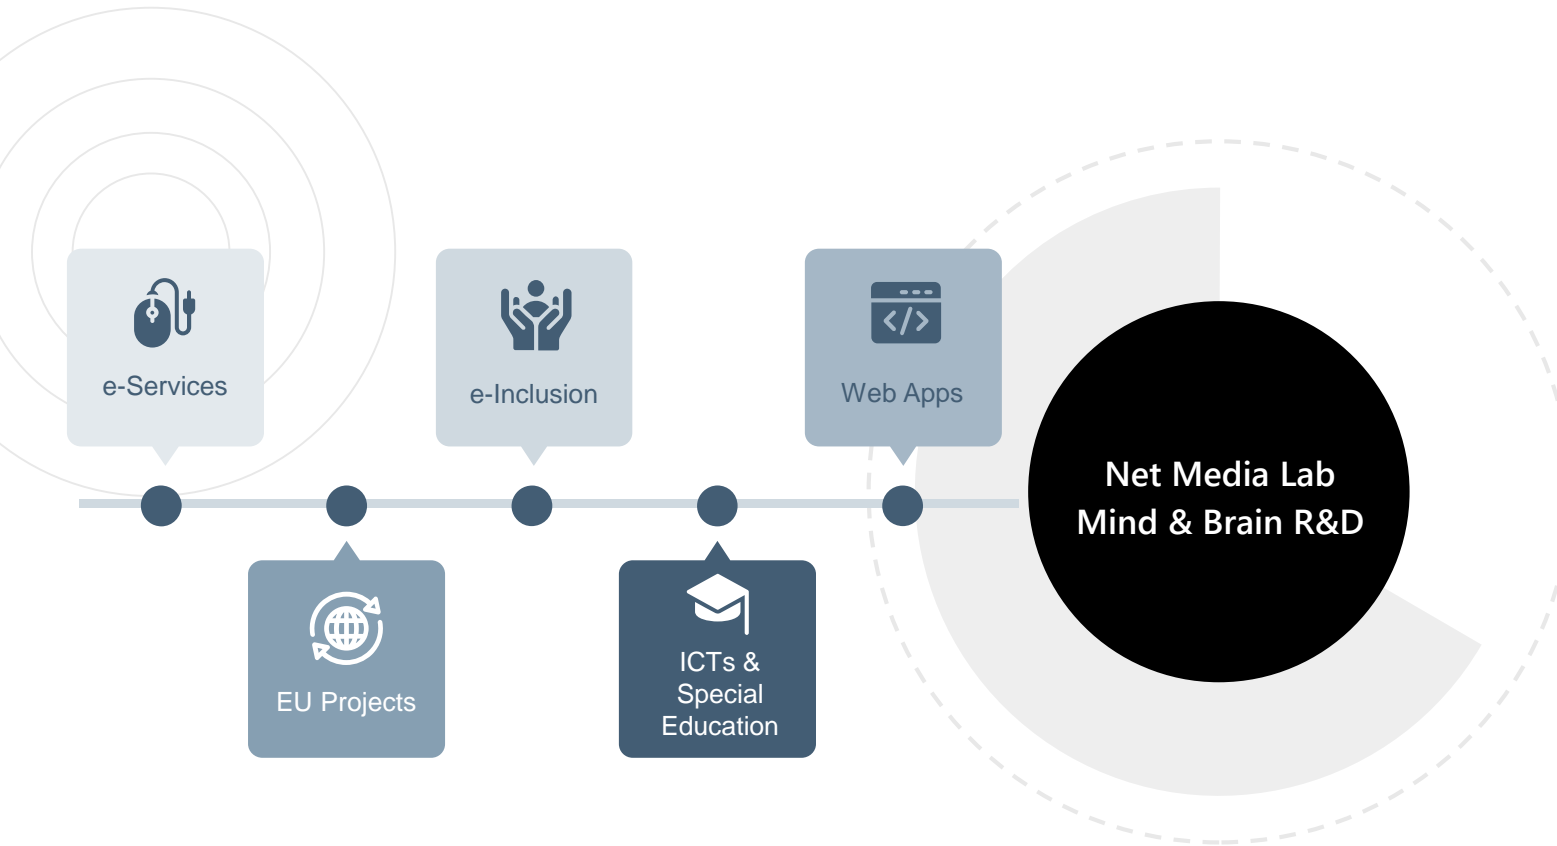 e-Services
e-Inclusion
Web Apps
Net Media Lab
Mind & Brain R&D
EU Projects
ICTs &
Special
Education